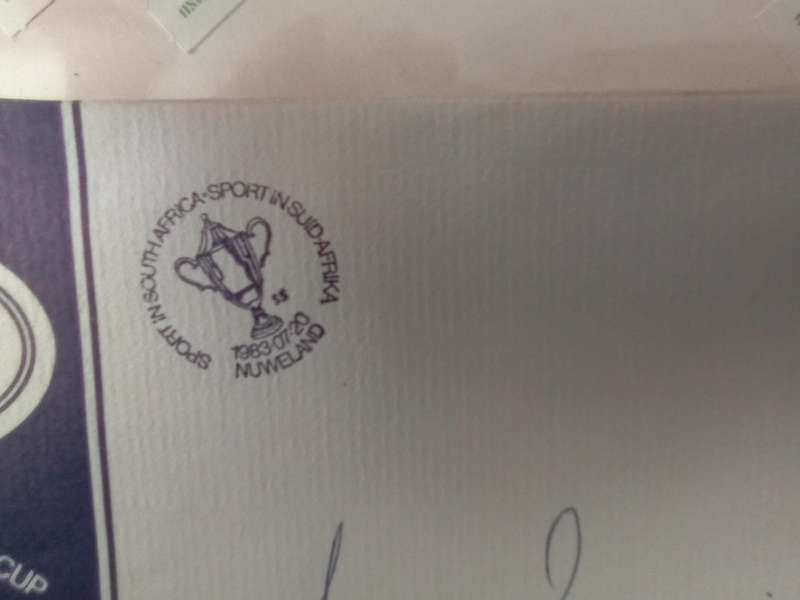 SPORT IN SOUTH AFRICA·SPORT IN SUID-AFRIKA
SS
1983·07·20
NUWELAND
CUP